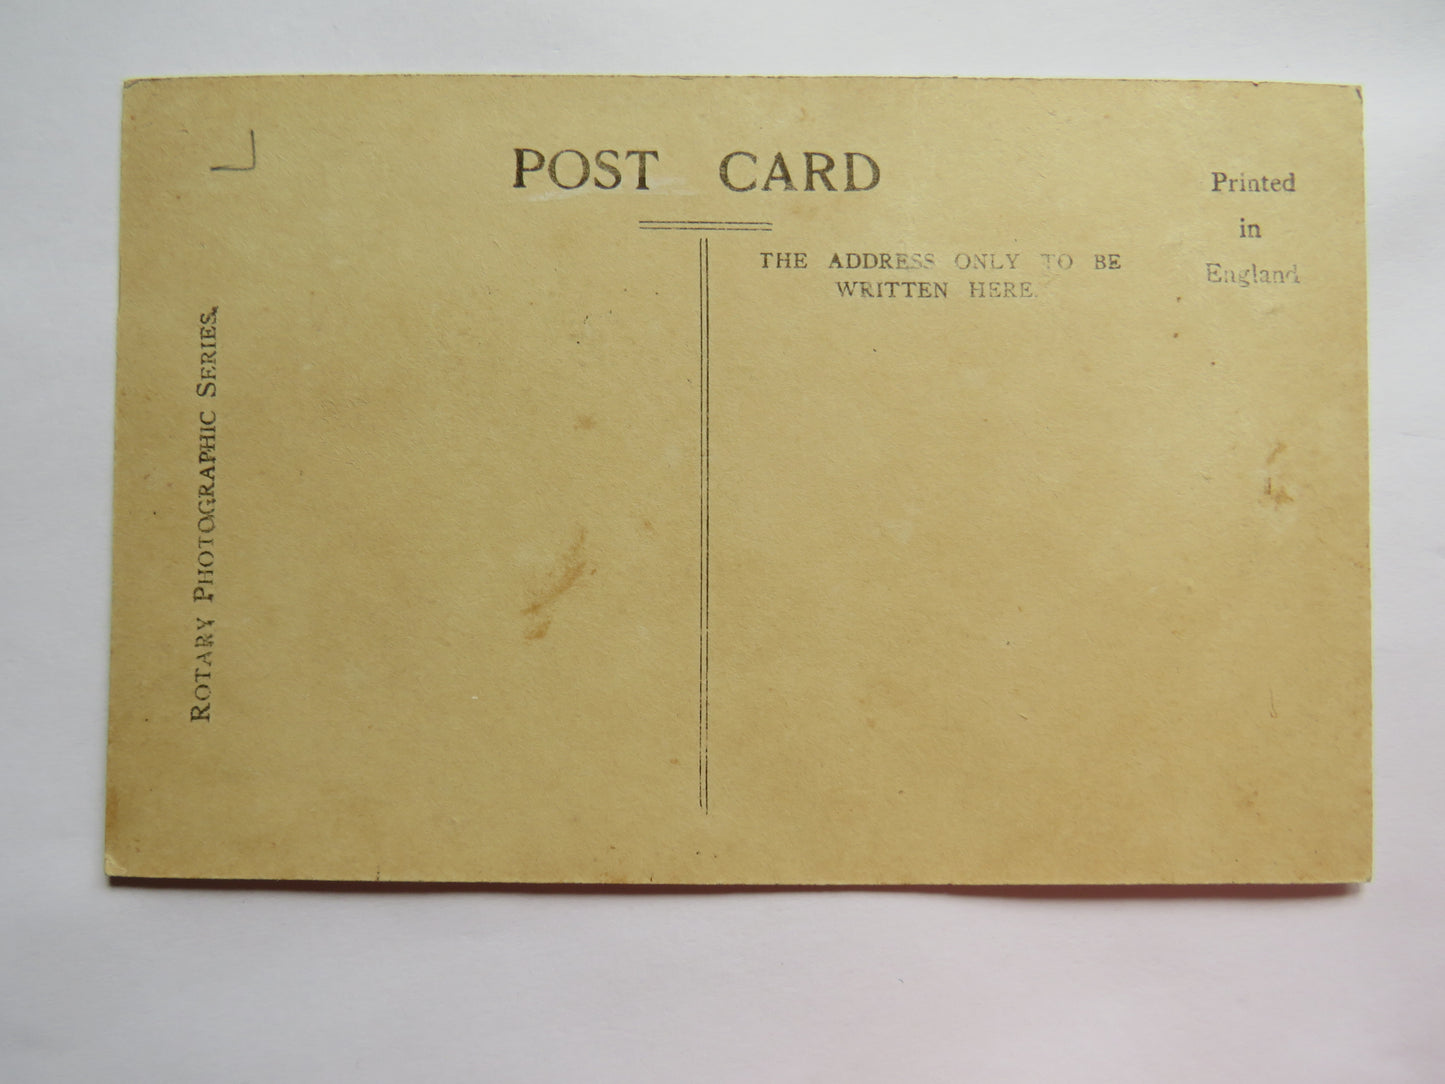 POST CARD
THE ADDRESS ONLY TO BE
WRITTEN HERE.
Printed
in
England
ROTARY PHOTOGRAPHIC SERIES.